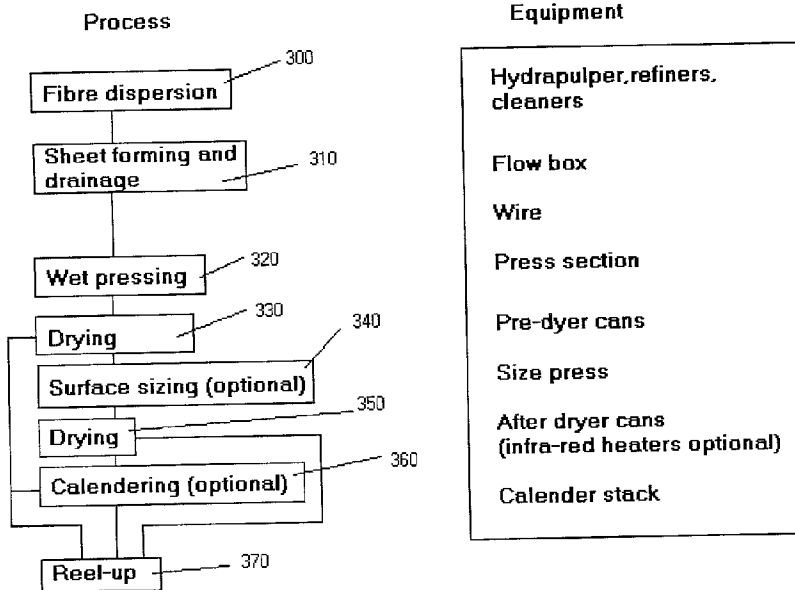 Process
Equipment
300
Fibre dispersion
Sheet forming and
drainage
310
Wet pressing
320
Drying
330
Surface sizing (optional)
340
Drying
350
Calendering (optional)
360
Reel-up
370
Hydrapulper,refiners,
cleaners
Flow box
Wire
Press section
Pre-dyer cans
Size press
After dryer cans
(infra-red heaters optional)
Calender stack